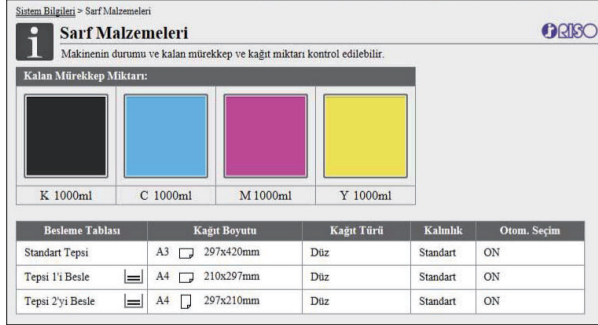 Sistem Bilgileri > Sarf Malzemeleri
Sarf Malzemeleri
RISO
Makinenin durumu ve kalan mürekkep ve kağıt miktarı kontrol edilebilir.
Kalan Mürekkep Miktarı:
K 1000ml C 1000ml M 1000ml Y 1000ml
Besleme Tablası Kağıt Boyutu Kağıt Türü Kalınlık Otom. Seçim
Standart Tepsi A3 297x420mm Düz Standart ON
Tepsi 1'i Besle A4 210x297mm Düz Standart ON
Tepsi 2'yi Besle A4 297x210mm Düz Standart ON